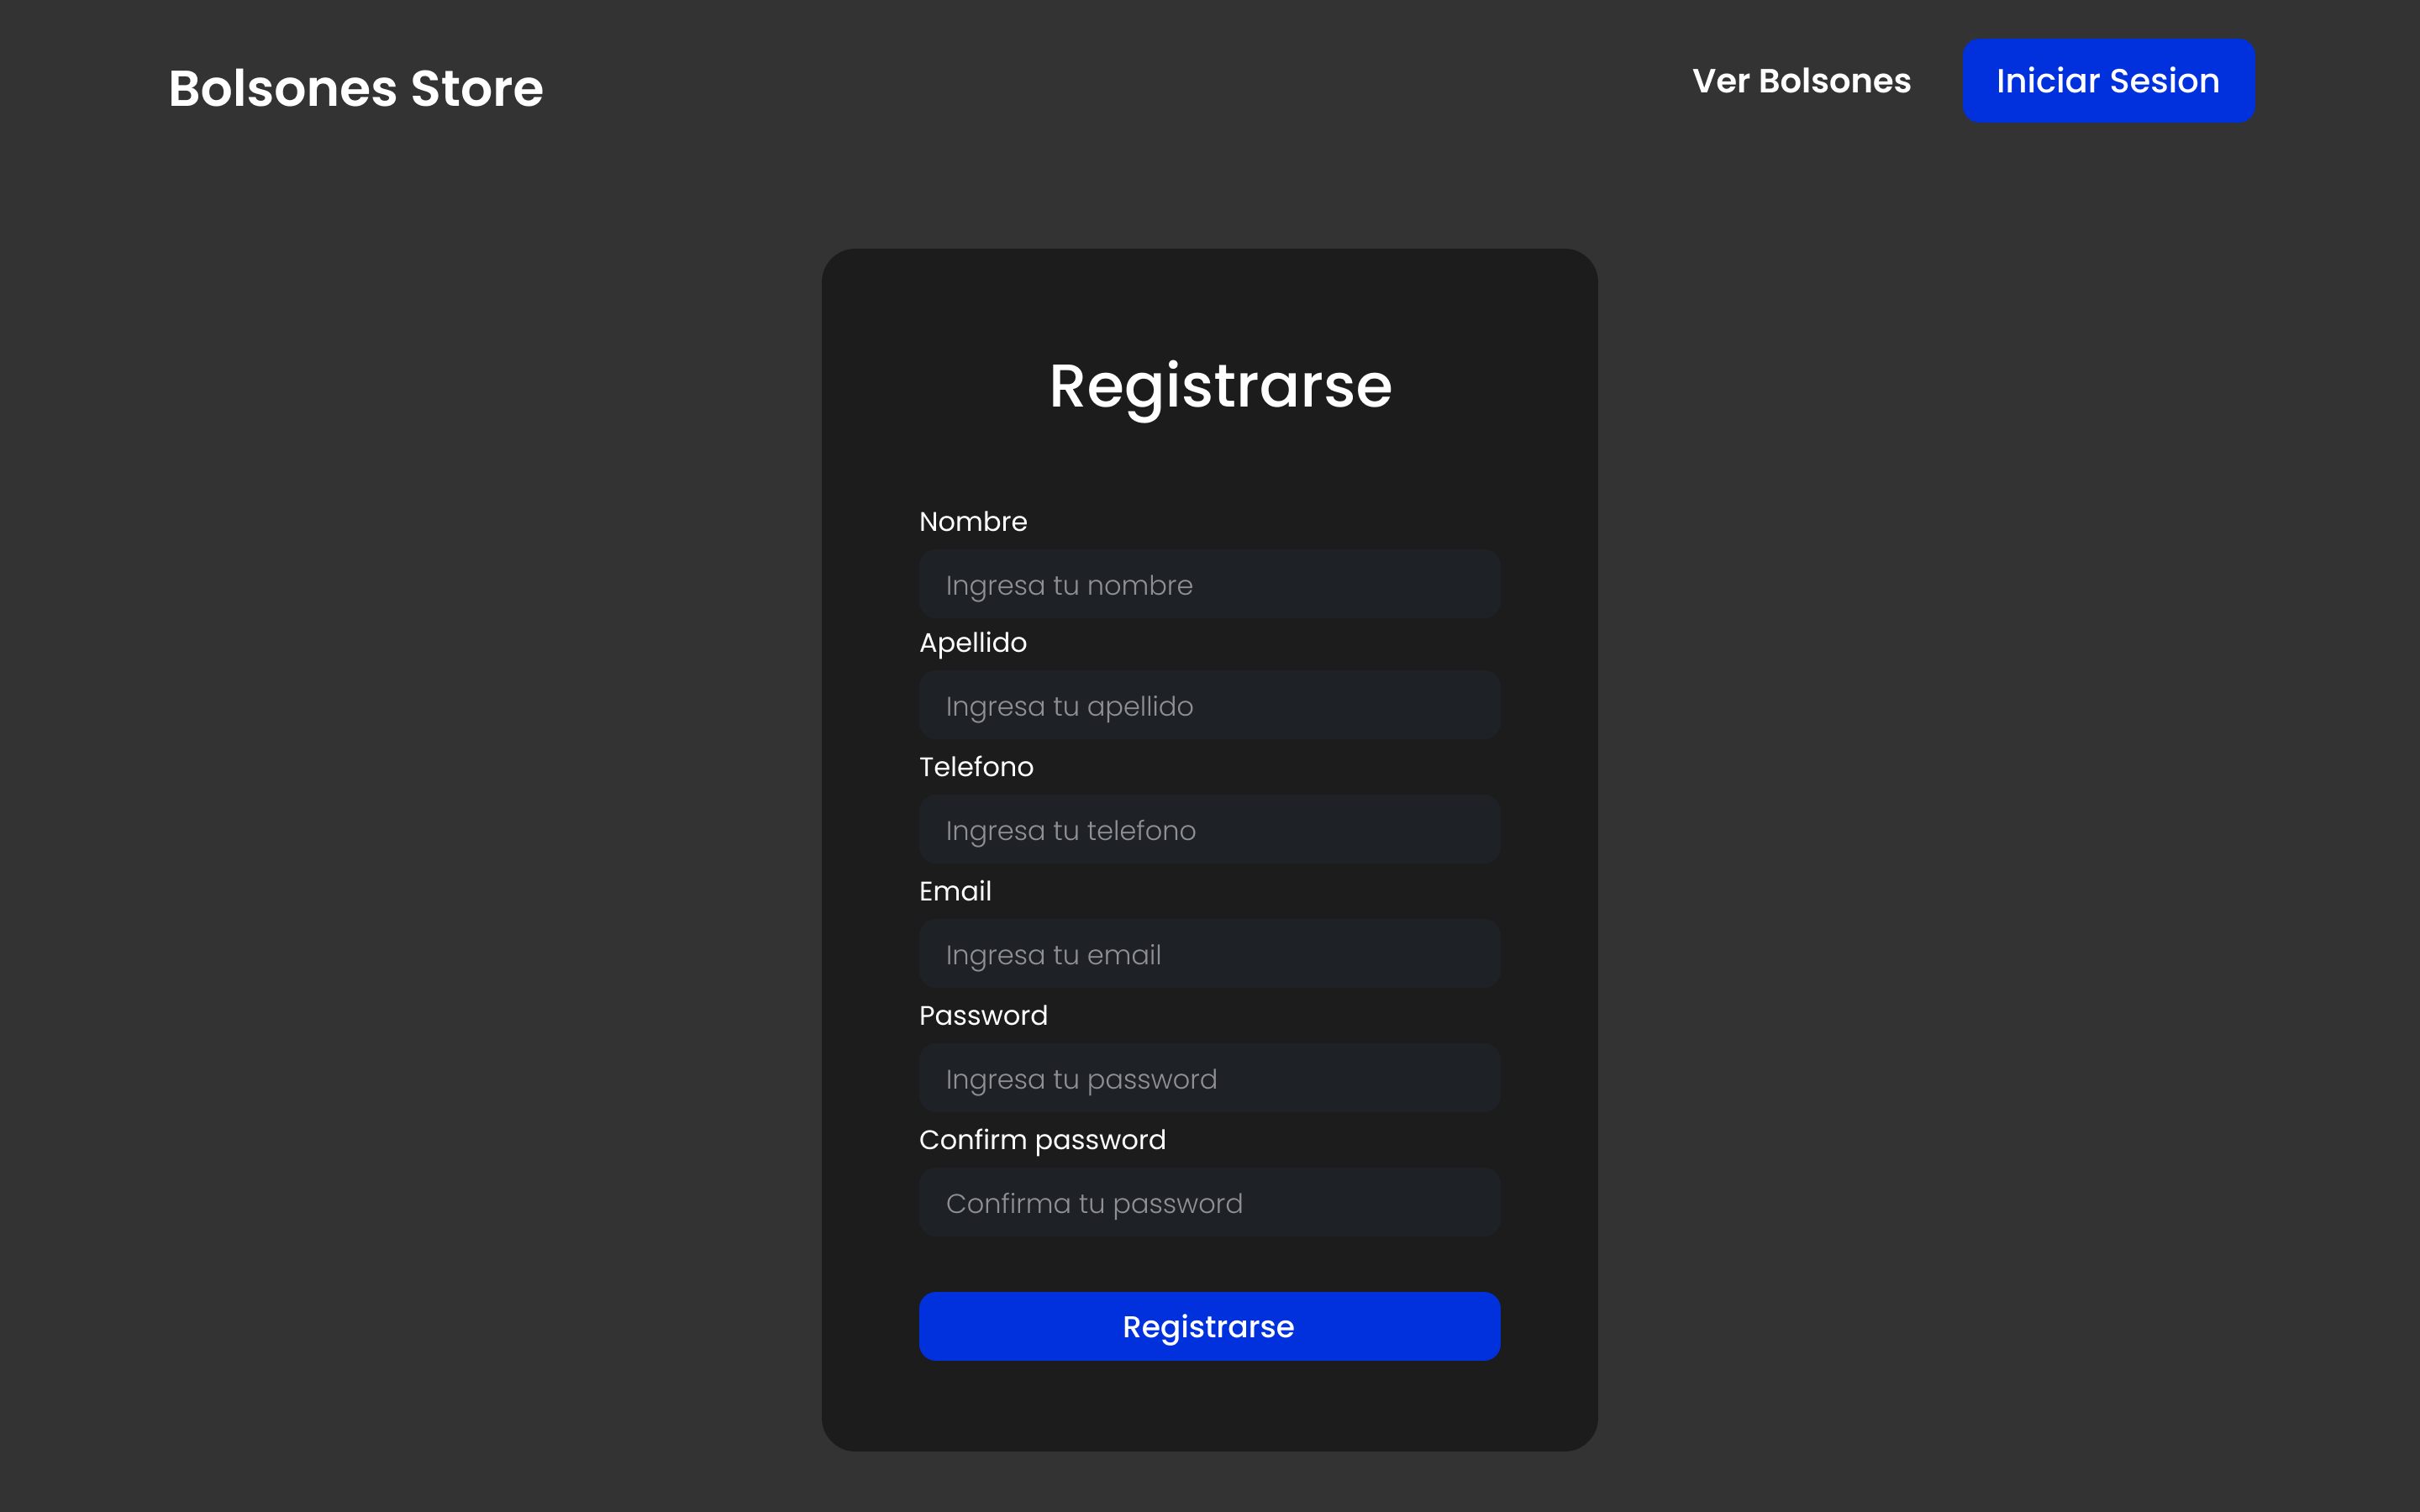 Bolsones Store
Ver Bolsones
Iniciar Sesion
Registrarse
Nombre
Ingresa tu nombre
Apellido
Ingresa tu apellido
Telefono
Ingresa tu telefono
Email
Ingresa tu email
Password
Ingresa tu password
Confirm password
Confirma tu password
Registrarse